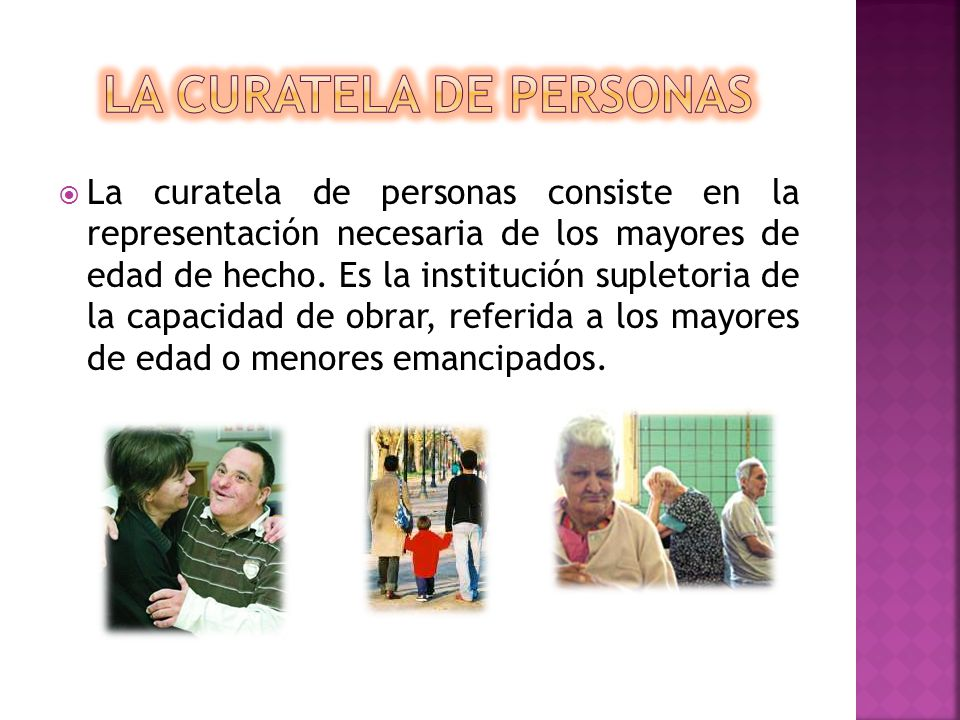 LA CURATELA DE PERSONAS
La curatela de personas consiste en la
representación necesaria de los mayores de
edad de hecho. Es la institución supletoria de
la capacidad de obrar, referida a los mayores
de edad o menores emancipados.